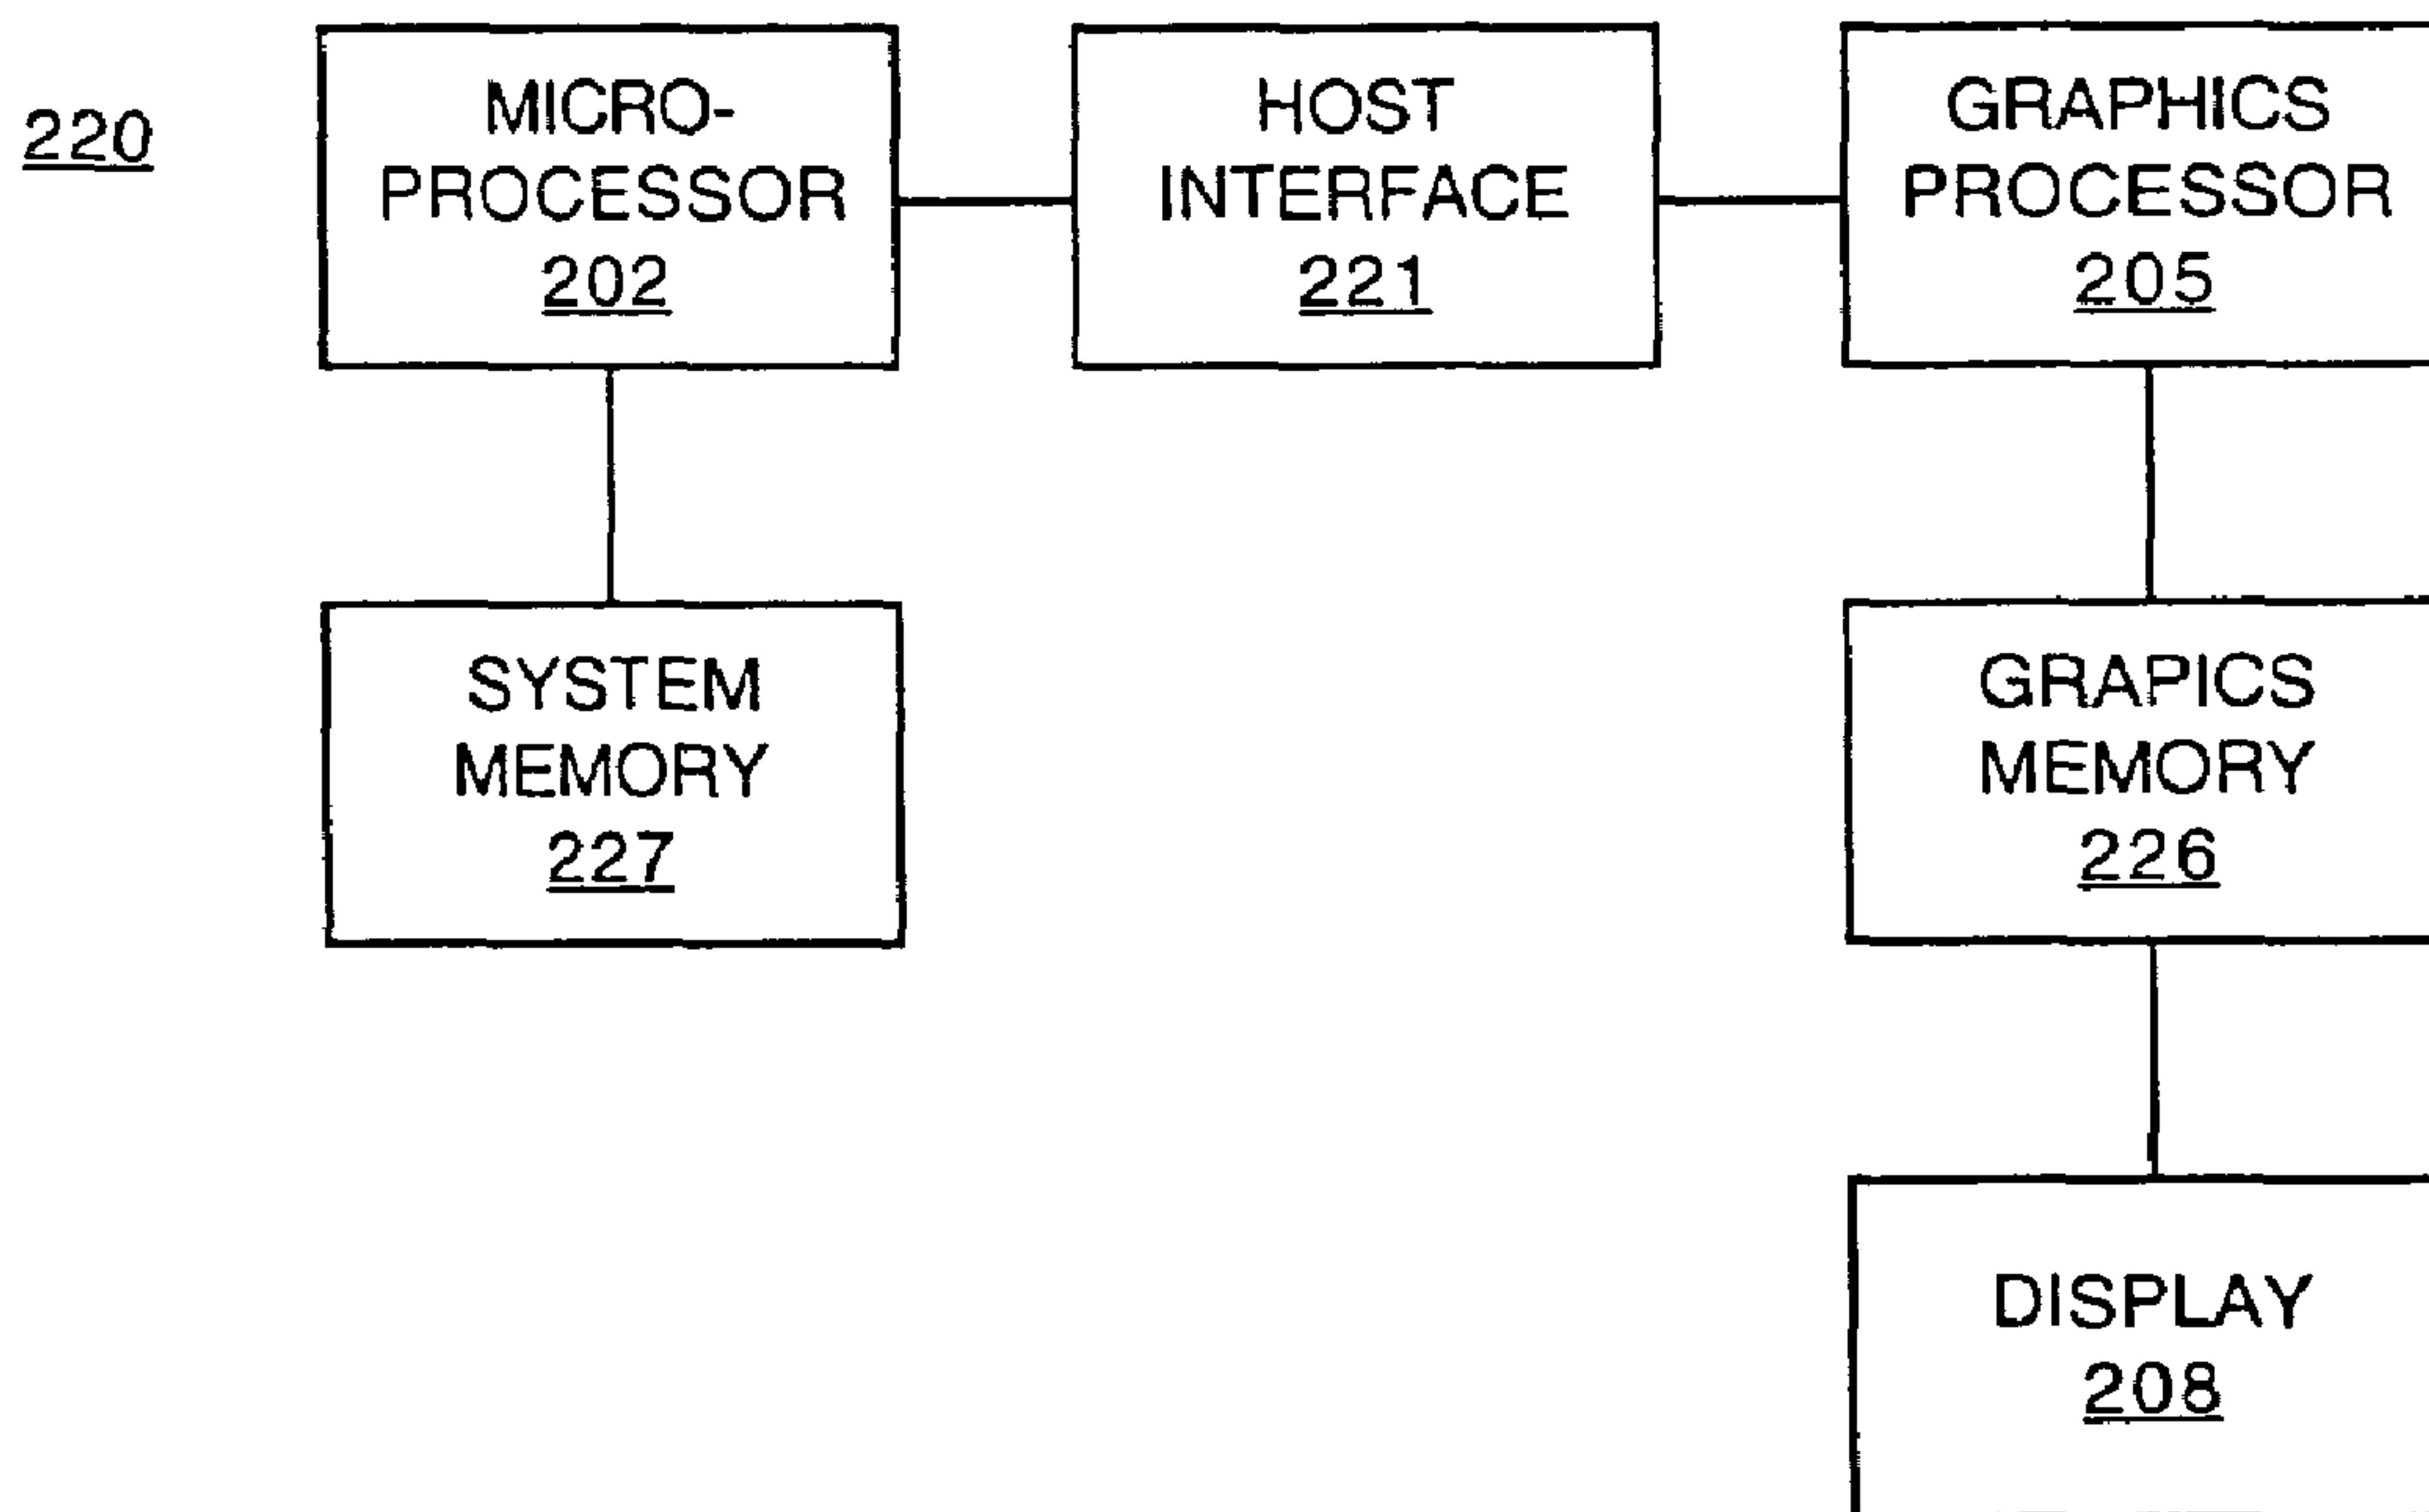 220
MICRO-
PROCESSOR
202
HOST
INTERFACE
221
GRAPHICS
PROCESSOR
205
SYSTEM
MEMORY
227
GRAPICS
MEMORY
226
DISPLAY
208